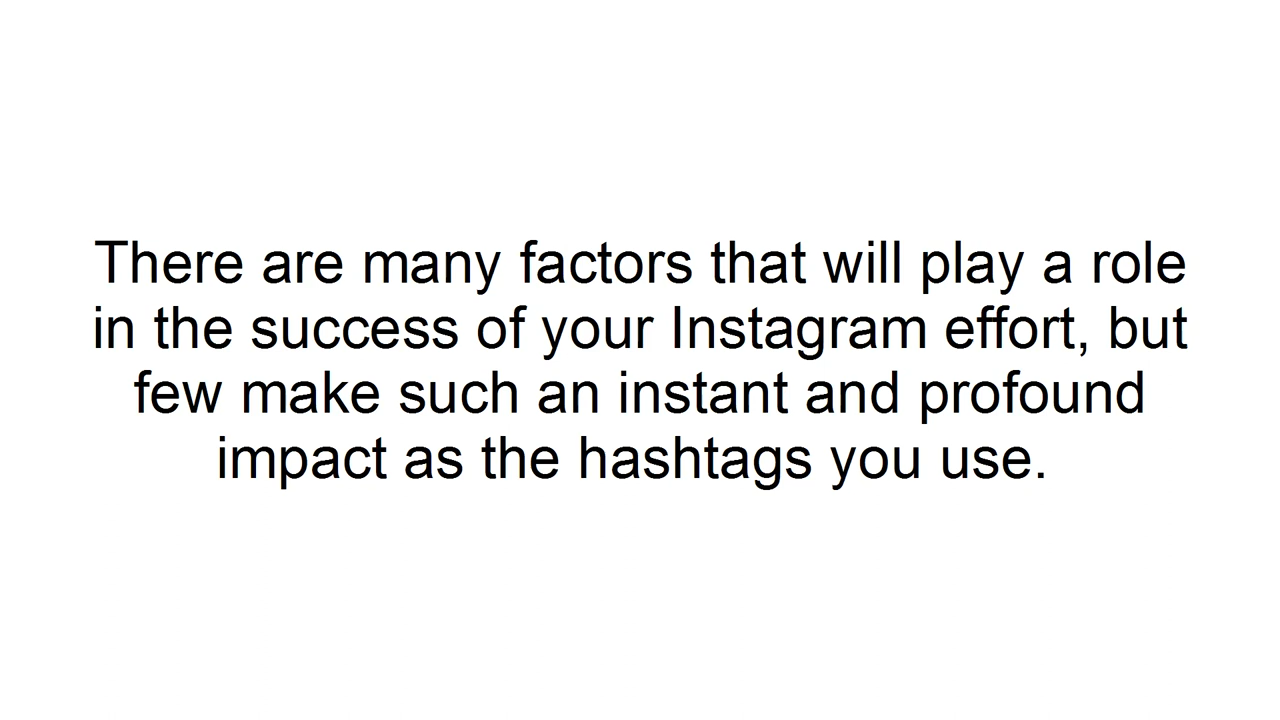 There are many factors that will play a role
in the success of your Instagram effort, but
few make such an instant and profound
impact as the hashtags you use.